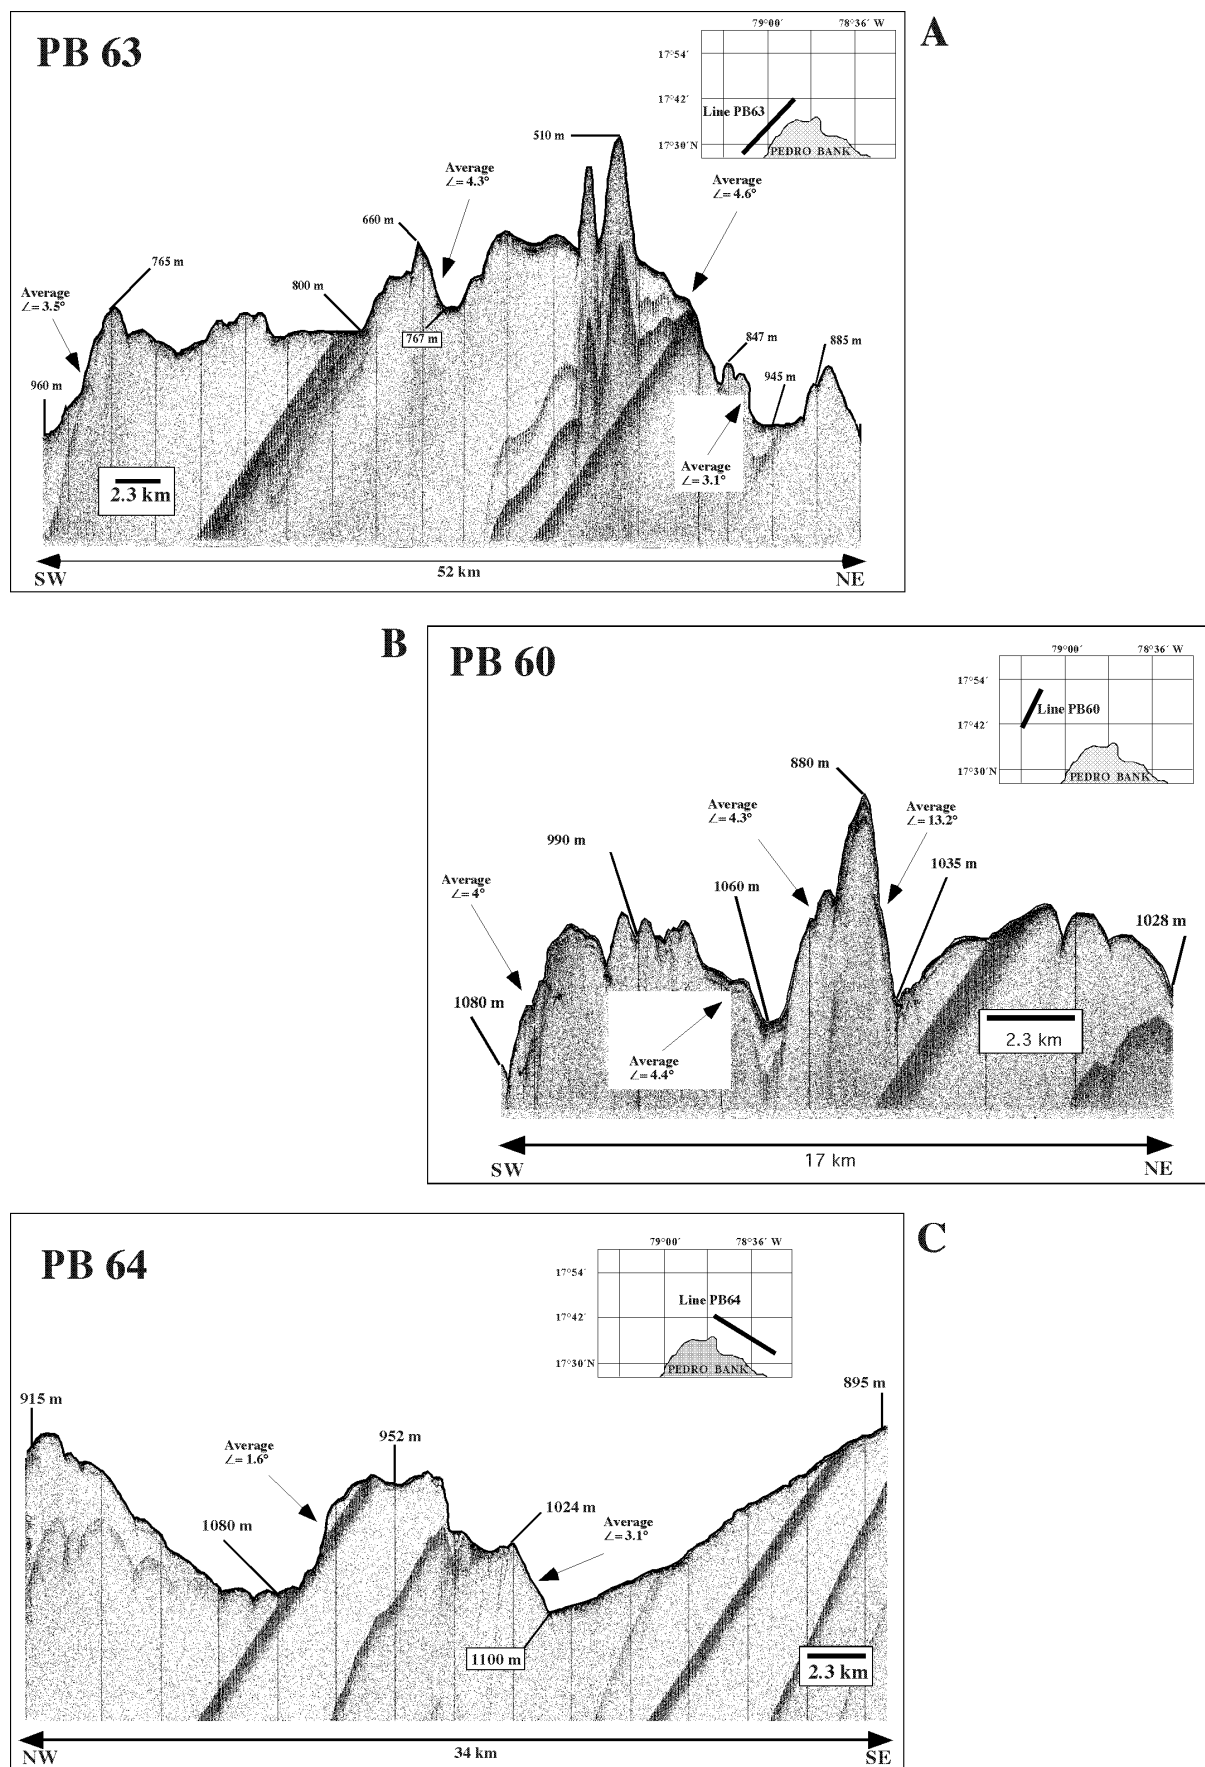 PB 63
A
79°00´ 78°36´ W
17°54´
17°42´
Line PB63
17°30´N
PEDRO BANK
510 m
Average
∠= 4.3°
Average
∠= 4.6°
660 m
765 m
Average
∠= 3.5°
800 m
767 m
847 m
885 m
960 m
945 m
Average
∠= 3.1°
2.3 km
SW
52 km
NE
B
PB 60
79°00´ 78°36´ W
17°54´
Line PB60
17°42´
17°30´N
PEDRO BANK
880 m
Average
∠= 4.3°
Average
∠= 13.2°
990 m
1035 m
Average
∠= 4°
1060 m
1028 m
1080 m
2.3 km
Average
∠= 4.4°
SW
17 km
NE
C
PB 64
79°00´ 78°36´ W
17°54´
Line PB64
17°42´
17°30´N
PEDRO BANK
915 m
895 m
Average
∠= 1.6°
952 m
1080 m
1024 m
Average
∠= 3.1°
1100 m
2.3 km
NW
34 km
SE